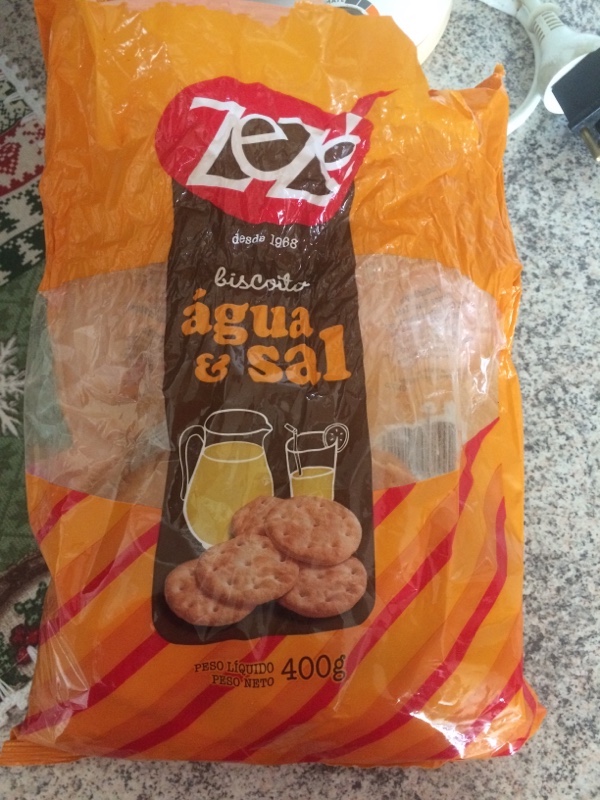 Zezé
desde 1968
biscoito
água
& sal
PESO LÍQUIDO
PESO NETO
400g